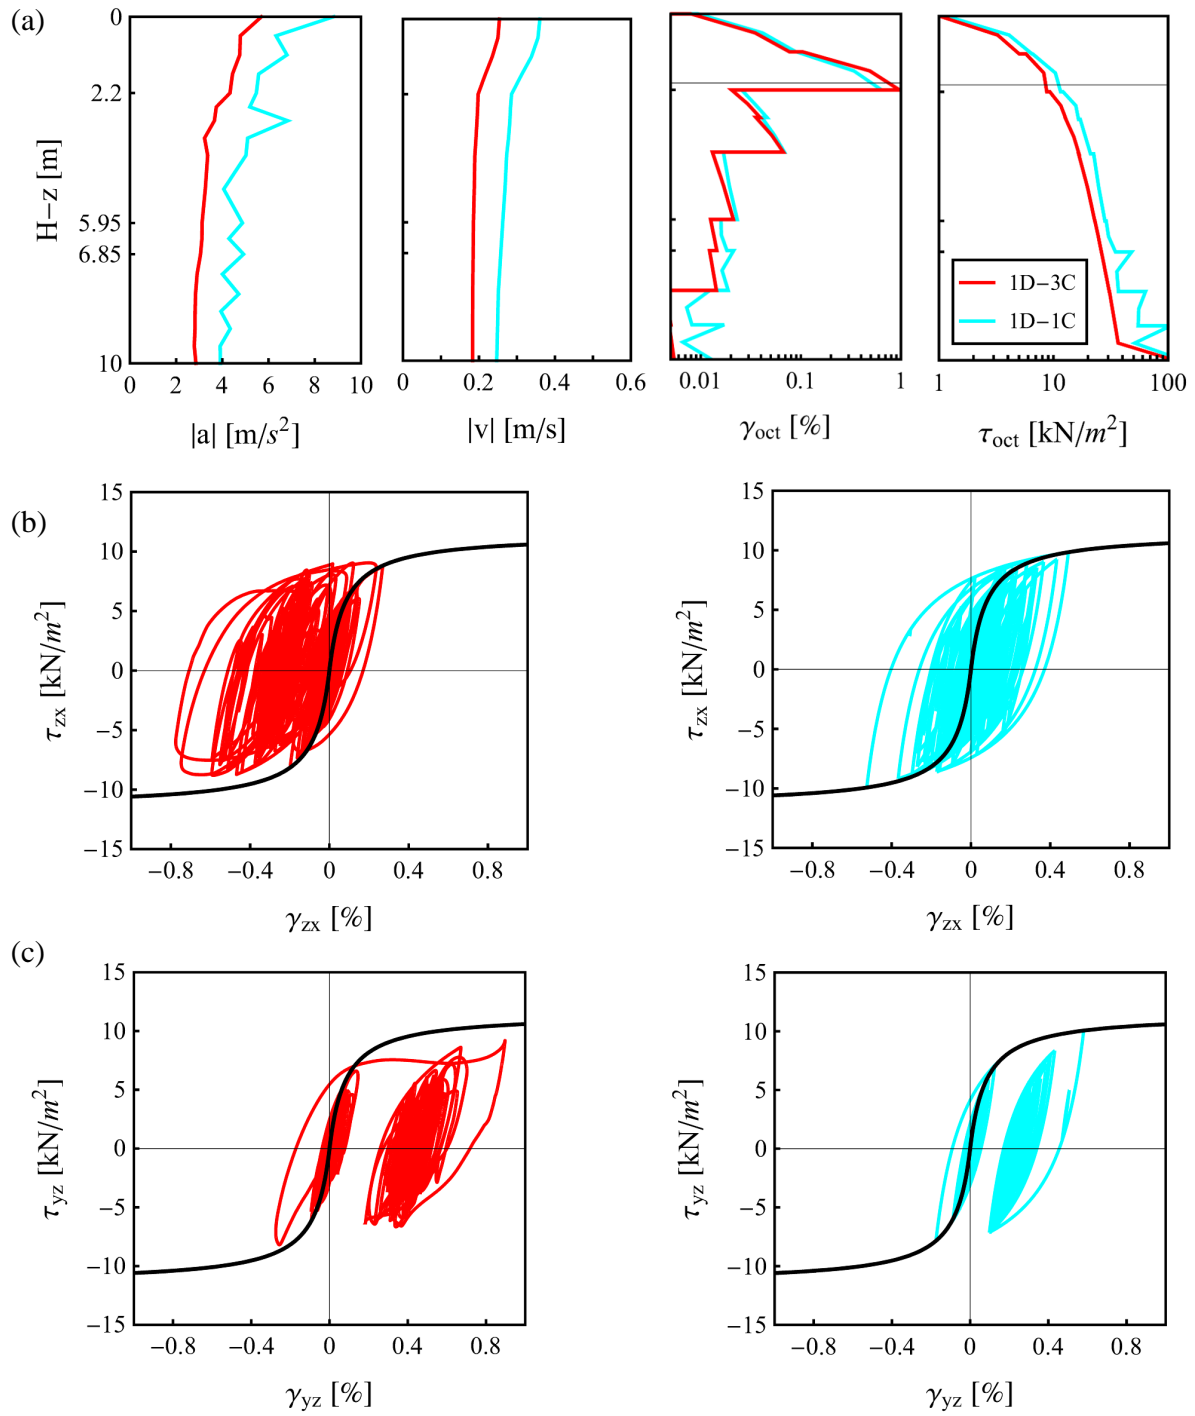 (a)
0
2.2
5.95
6.85
10
H−z [m]
0 2 4 6 8 10
|a| [m/s²]
0 0.2 0.4 0.6
|v| [m/s]
0.01 0.1 1
γoct [%]
1 10 100
τoct [kN/m²]
1D−3C
1D−1C
(b)
15
10
5
0
−5
−10
−15
τzx [kN/m²]
−0.8 −0.4 0 0.4 0.8
γzx [%]
15
10
5
0
−5
−10
−15
τzx [kN/m²]
−0.8 −0.4 0 0.4 0.8
γzx [%]
(c)
15
10
5
0
−5
−10
−15
τyz [kN/m²]
−0.8 −0.4 0 0.4 0.8
γyz [%]
15
10
5
0
−5
−10
−15
τyz [kN/m²]
−0.8 −0.4 0 0.4 0.8
γyz [%]